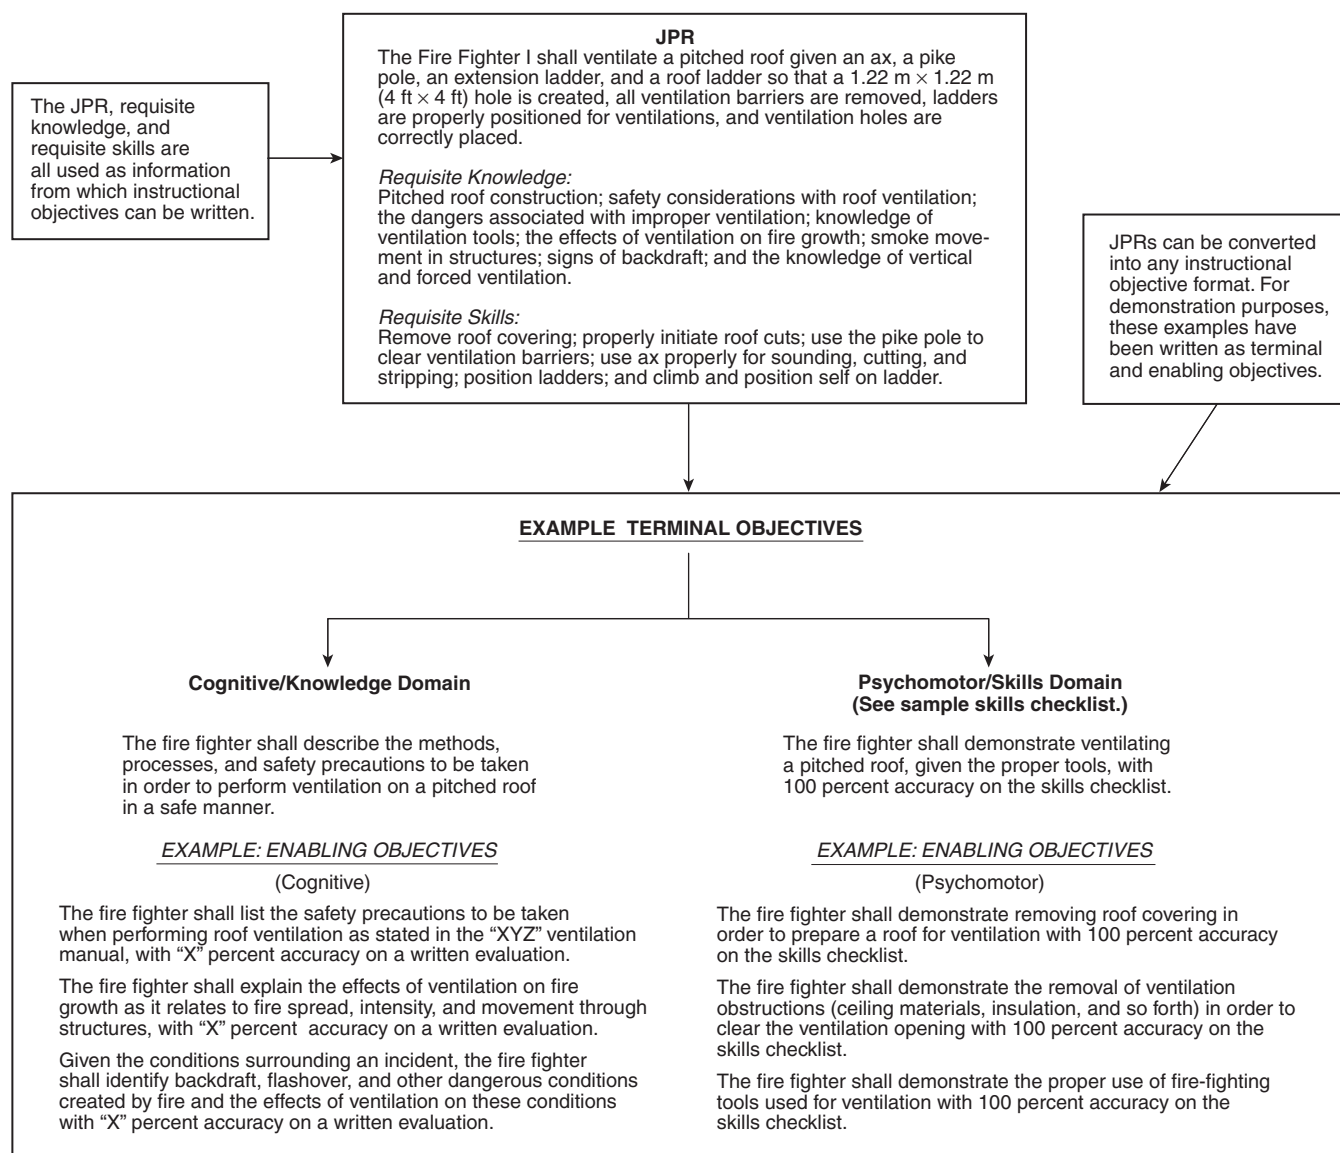 JPR
The Fire Fighter I shall ventilate a pitched roof given an ax, a pike
pole, an extension ladder, and a roof ladder so that a 1.22 m × 1.22 m
(4 ft × 4 ft) hole is created, all ventilation barriers are removed, ladders
are properly positioned for ventilations, and ventilation holes are
correctly placed.
Requisite Knowledge:
Pitched roof construction; safety considerations with roof ventilation;
the dangers associated with improper ventilation; knowledge of
ventilation tools; the effects of ventilation on fire growth; smoke move-
ment in structures; signs of backdraft; and the knowledge of vertical
and forced ventilation.
Requisite Skills:
Remove roof covering; properly initiate roof cuts; use the pike pole to
clear ventilation barriers; use ax properly for sounding, cutting, and
stripping; position ladders; and climb and position self on ladder.
The JPR, requisite
knowledge, and
requisite skills are
all used as information
from which instructional
objectives can be written.
JPRs can be converted
into any instructional
objective format. For
demonstration purposes,
these examples have
been written as terminal
and enabling objectives.
EXAMPLE TERMINAL OBJECTIVES
Cognitive/Knowledge Domain
The fire fighter shall describe the methods,
processes, and safety precautions to be taken
in order to perform ventilation on a pitched roof
in a safe manner.
EXAMPLE: ENABLING OBJECTIVES
(Cognitive)
The fire fighter shall list the safety precautions to be taken
when performing roof ventilation as stated in the “XYZ” ventilation
manual, with “X” percent accuracy on a written evaluation.
The fire fighter shall explain the effects of ventilation on fire
growth as it relates to fire spread, intensity, and movement through
structures, with “X” percent accuracy on a written evaluation.
Given the conditions surrounding an incident, the fire fighter
shall identify backdraft, flashover, and other dangerous conditions
created by fire and the effects of ventilation on these conditions
with “X” percent accuracy on a written evaluation.
Psychomotor/Skills Domain
(See sample skills checklist.)
The fire fighter shall demonstrate ventilating
a pitched roof, given the proper tools, with
100 percent accuracy on the skills checklist.
EXAMPLE: ENABLING OBJECTIVES
(Psychomotor)
The fire fighter shall demonstrate removing roof covering in
order to prepare a roof for ventilation with 100 percent accuracy
on the skills checklist.
The fire fighter shall demonstrate the removal of ventilation
obstructions (ceiling materials, insulation, and so forth) in order to
clear the ventilation opening with 100 percent accuracy on the
skills checklist.
The fire fighter shall demonstrate the proper use of fire-fighting
tools used for ventilation with 100 percent accuracy on the
skills checklist.